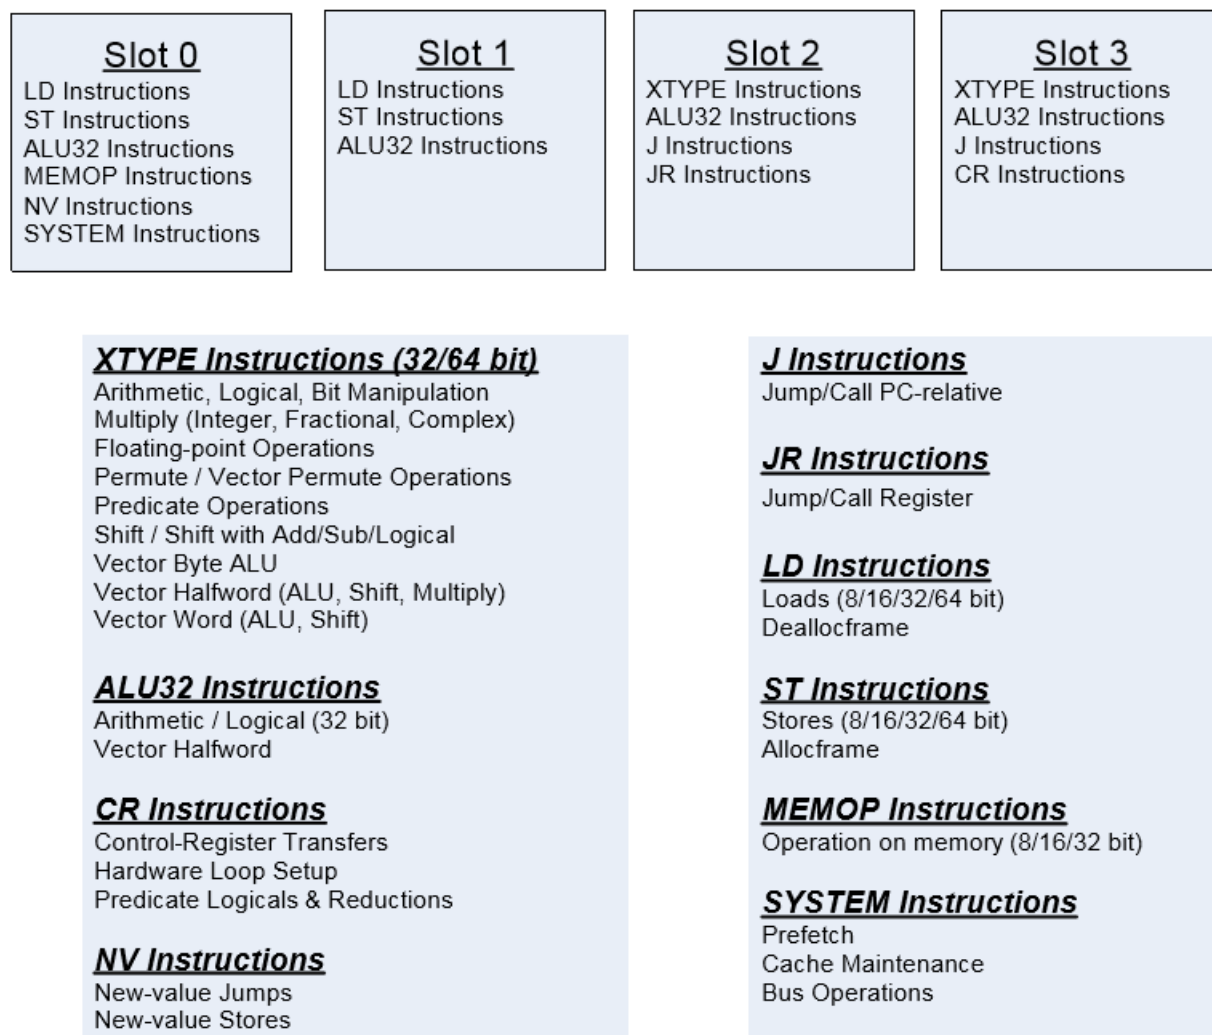 Slot 0
LD Instructions
ST Instructions
ALU32 Instructions
MEMOP Instructions
NV Instructions
SYSTEM Instructions
Slot 1
LD Instructions
ST Instructions
ALU32 Instructions
Slot 2
XTYPE Instructions
ALU32 Instructions
J Instructions
JR Instructions
Slot 3
XTYPE Instructions
ALU32 Instructions
J Instructions
CR Instructions
XTYPE Instructions (32/64 bit)
Arithmetic, Logical, Bit Manipulation
Multiply (Integer, Fractional, Complex)
Floating-point Operations
Permute / Vector Permute Operations
Predicate Operations
Shift / Shift with Add/Sub/Logical
Vector Byte ALU
Vector Halfword (ALU, Shift, Multiply)
Vector Word (ALU, Shift)
ALU32 Instructions
Arithmetic / Logical (32 bit)
Vector Halfword
CR Instructions
Control-Register Transfers
Hardware Loop Setup
Predicate Logicals & Reductions
NV Instructions
New-value Jumps
New-value Stores
J Instructions
Jump/Call PC-relative
JR Instructions
Jump/Call Register
LD Instructions
Loads (8/16/32/64 bit)
Deallocframe
ST Instructions
Stores (8/16/32/64 bit)
Allocframe
MEMOP Instructions
Operation on memory (8/16/32 bit)
SYSTEM Instructions
Prefetch
Cache Maintenance
Bus Operations